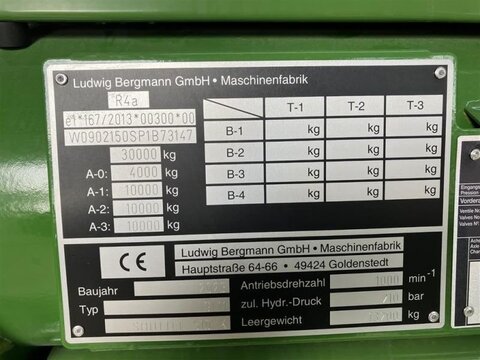 Ludwig Bergmann GmbH • Maschinenfabrik
R4a
e1*167/2013*00300*00
W0902150SP1B73147
30000 kg
A-0: 4000 kg
A-1: 10000 kg
A-2: 10000 kg
A-3: 10000 kg
T-1 T-2 T-3
B-1 kg kg kg
B-2 kg kg kg
B-3 kg kg kg
B-4 kg kg kg
CE
Ludwig Bergmann GmbH • Maschinenfabrik
Hauptstraße 64-66 • 49424 Goldenstedt
Baujahr
Typ
Antriebsdrehzahl 1000 min-1
zul. Hydr.-Druck bar
Leergewicht kg